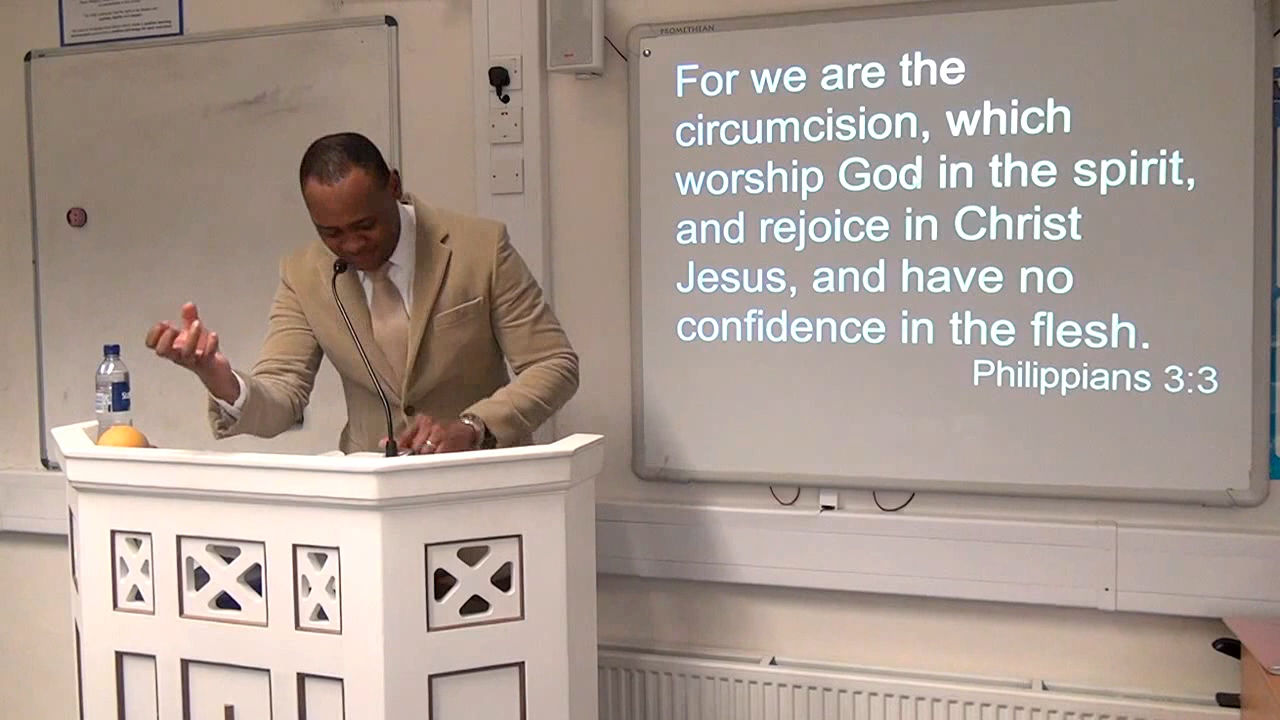 PROMETHEAN
For we are the
circumcision, which
worship God in the spirit,
and rejoice in Christ
Jesus, and have no
confidence in the flesh.
Philippians 3:3